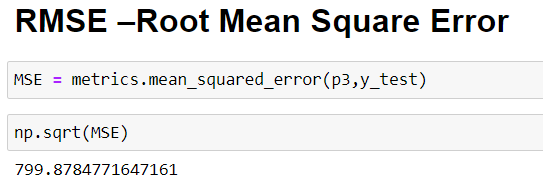 RMSE –Root Mean Square Error
MSE = metrics.mean_squared_error(p3,y_test)
np.sqrt(MSE)
799.8784771647161